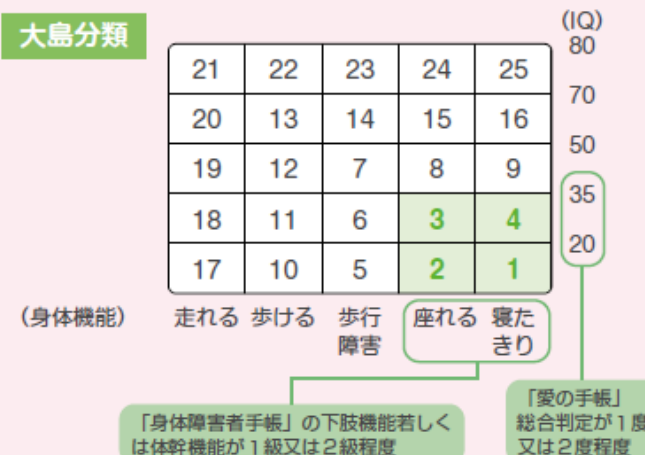 大島分類
(IQ)
80
21 22 23 24 25
70
20 13 14 15 16
50
19 12 7 8 9
35
18 11 6 3 4
20
17 10 5 2 1
(身体機能) 走れる 歩ける 歩行障害 座れる 寝たきり
「身体障害者手帳」の下肢機能若しく
は体幹機能が1級又は2級程度
「愛の手帳」
総合判定が1度
又は2度程度